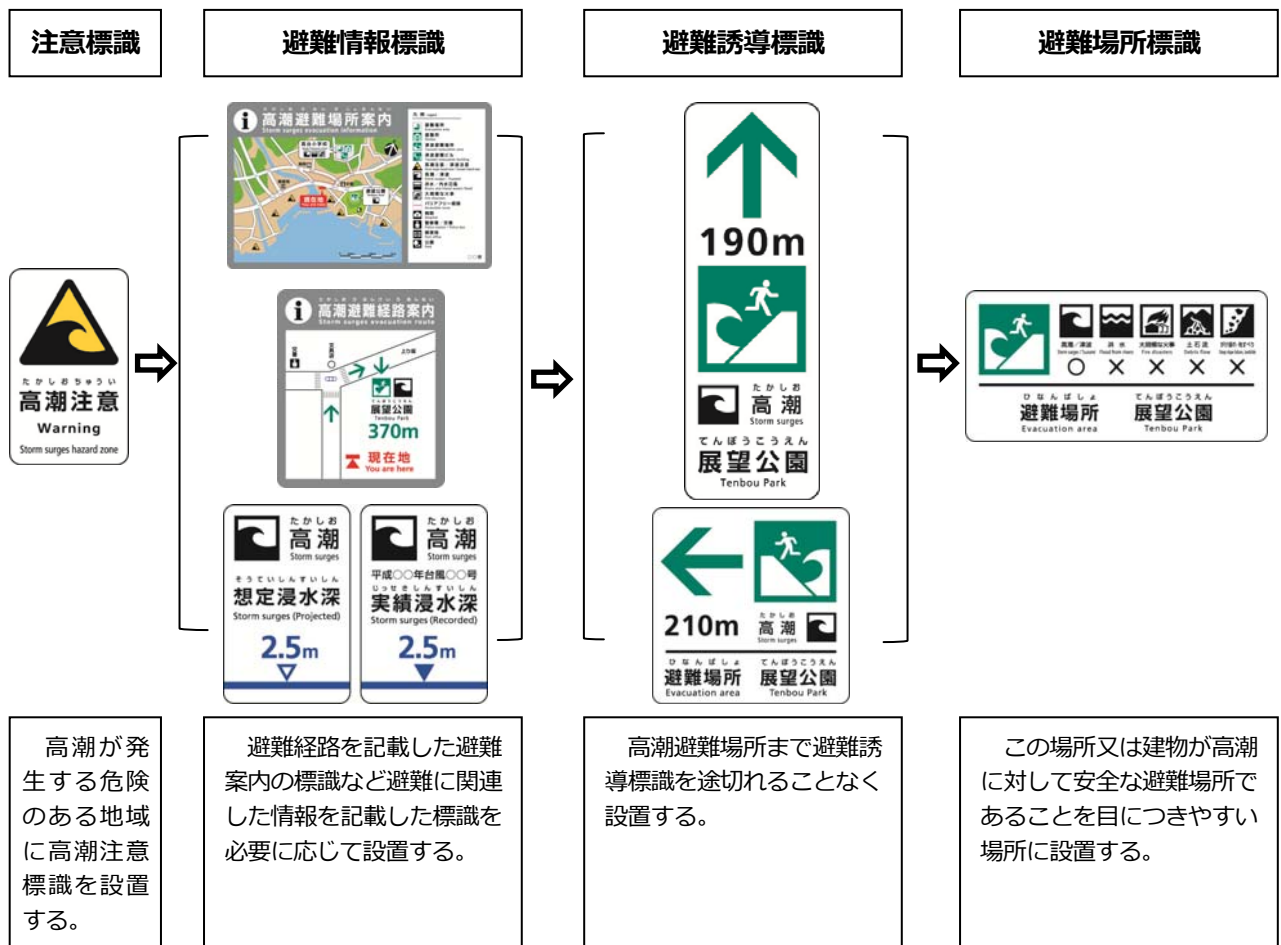 注意標識
避難情報標識
避難誘導標識
避難場所標識
たかしおちゅうい
高潮注意
Warning
Storm surges hazard zone
高潮避難場所案内
Storm surges evacuation information
現在地
高潮避難経路案内
Storm surges evacuation route
交番
上り坂
てんぼうこうえん
展望公園
Tenbou Park
370m
現在地
You are here
たかしお
高潮
Storm surges
そうていしんすいしん
想定浸水深
Storm surges (Projected)
2.5m
たかしお
高潮
Storm surges
平成○○年台風○○号
じっせきしんすいしん
実績浸水深
Storm surges (Recorded)
2.5m
190m
たかしお
高潮
Storm surges
てんぼうこうえん
展望公園
Tenbou Park
210m
たかしお
高潮
Storm surges
ひなんばしょ
避難場所
Evacuation area
てんぼうこうえん
展望公園
Tenbou Park
高潮/津波
洪水
大規模な火事
土石流
○ × × × ×
ひなんばしょ
避難場所
Evacuation area
てんぼうこうえん
展望公園
Tenbou Park
高潮が発
生する危険
のある地域
に高潮注意
標識を設置
する。
避難経路を記載した避難
案内の標識など避難に関連
した情報を記載した標識を
必要に応じて設置する。
高潮避難場所まで避難誘
導標識を途切れることなく
設置する。
この場所又は建物が高潮
に対して安全な避難場所で
あることを目につきやすい
場所に設置する。